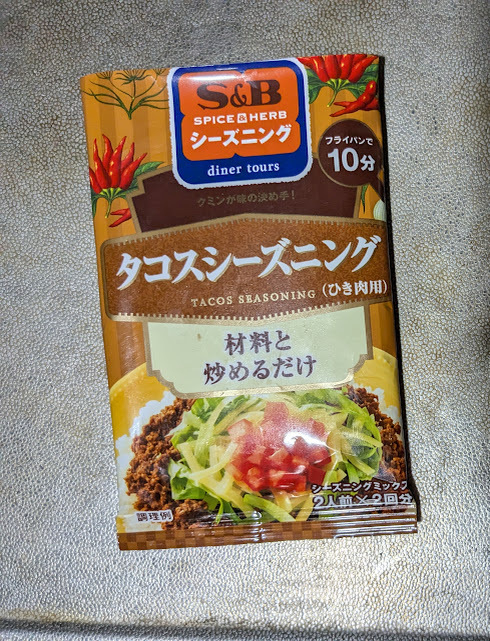 S&B
SPICE & HERB
シーズニング
diner tours
フライパンで
10分
クミンが味の決め手！
タコスシーズニング
TACOS SEASONING (ひき肉用)
材料と
炒めるだけ
シーズニングミックス
2人前×2回分
調理例